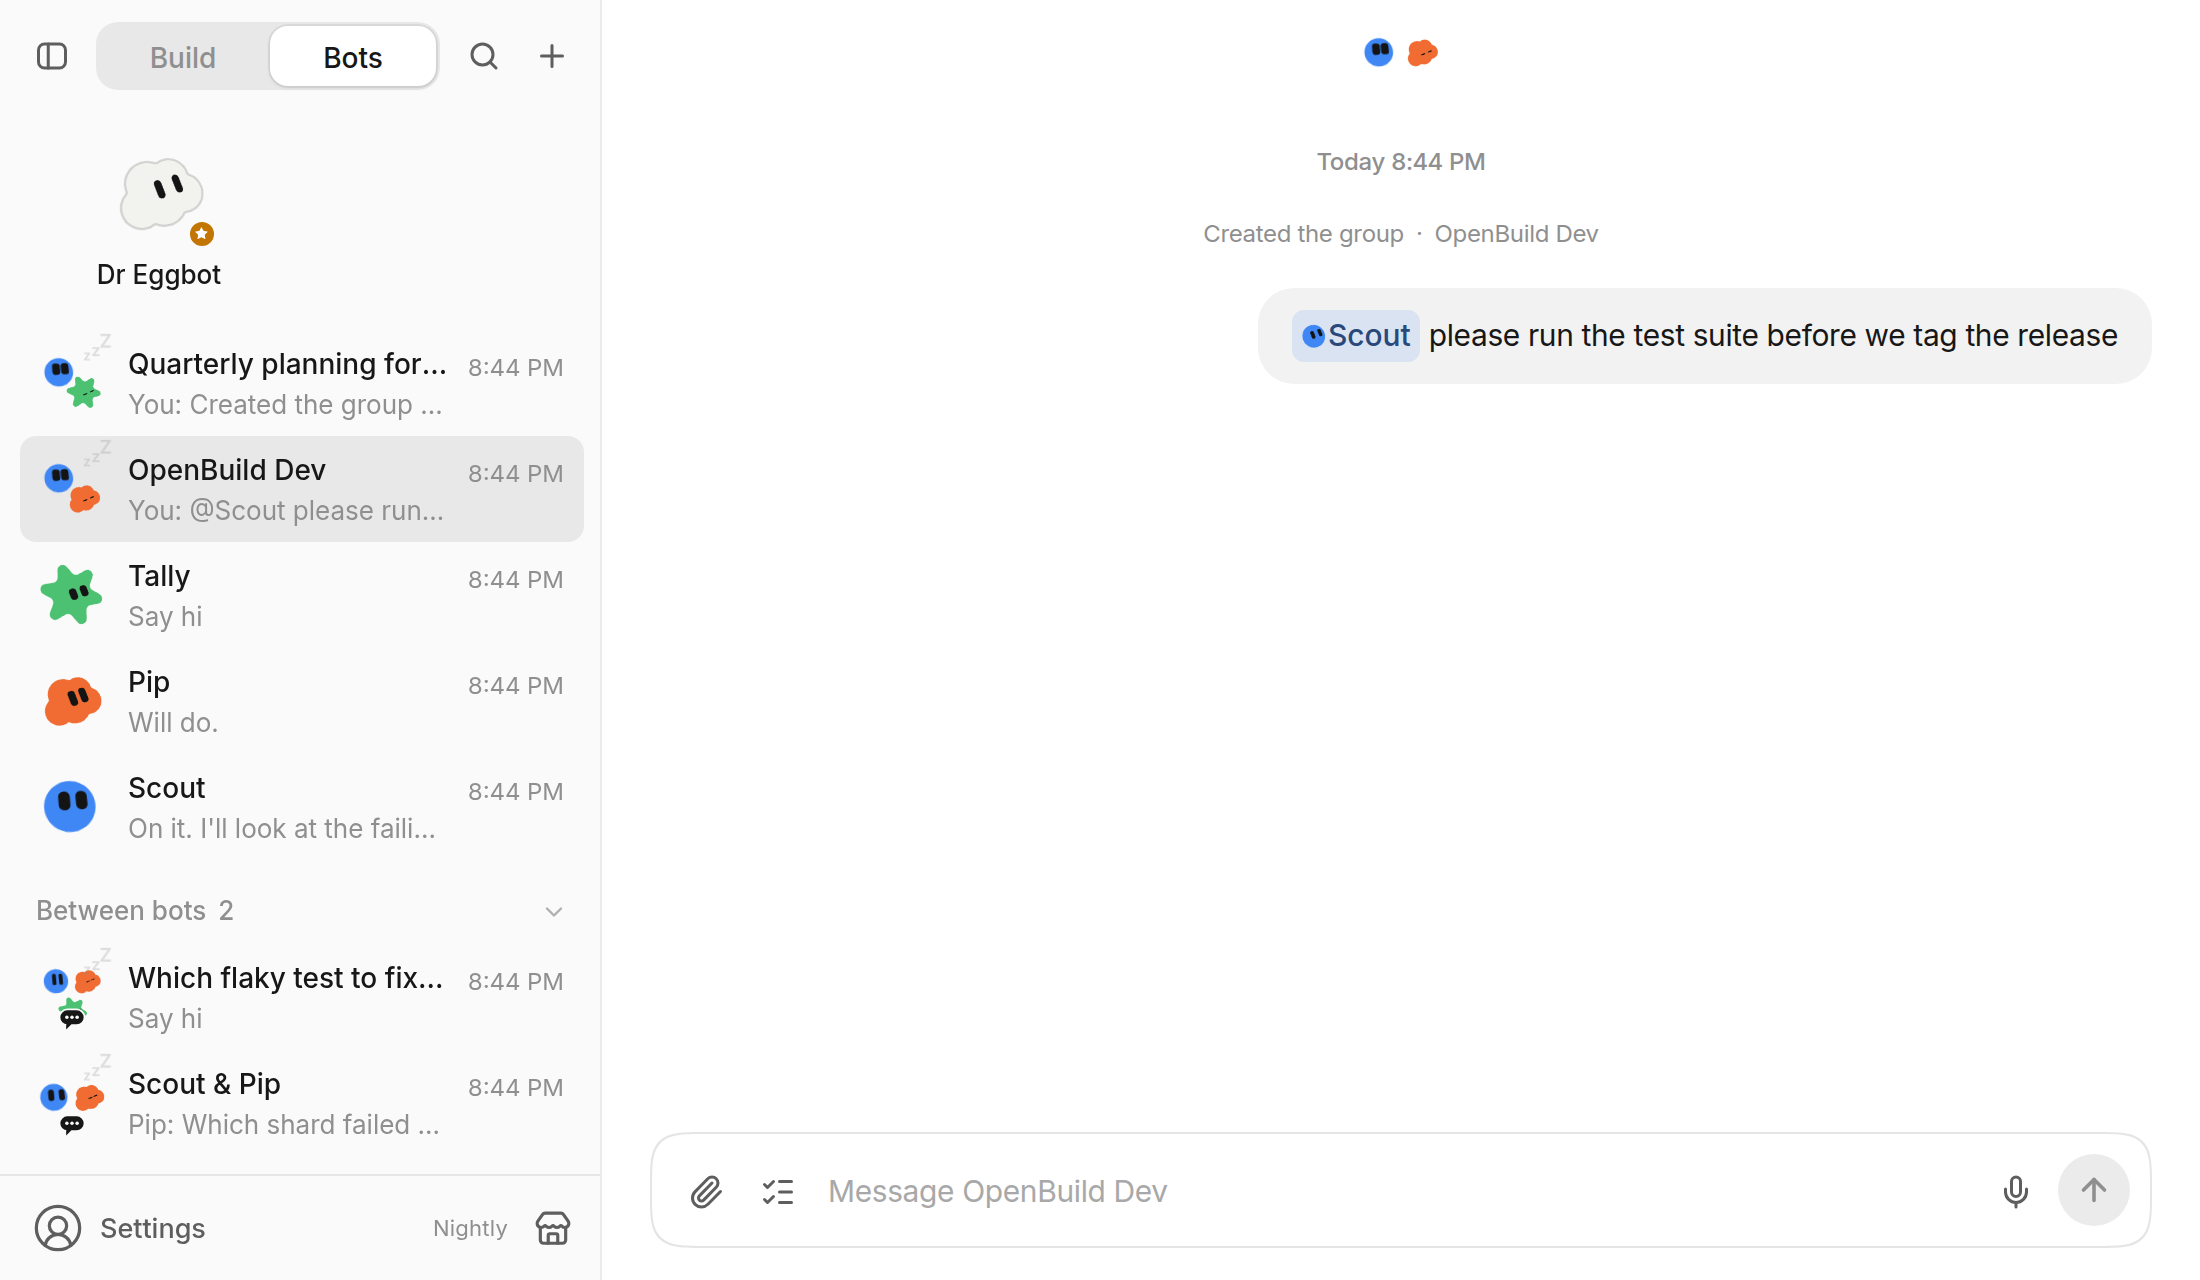 Build
Bots
Dr Eggbot
Quarterly planning for...
8:44 PM
You: Created the group ...
OpenBuild Dev
8:44 PM
You: @Scout please run...
Tally
8:44 PM
Say hi
Pip
8:44 PM
Will do.
Scout
8:44 PM
On it. I'll look at the faili...
Between bots 2
Which flaky test to fix...
8:44 PM
Say hi
Scout & Pip
8:44 PM
Pip: Which shard failed ...
Settings
Nightly
Today 8:44 PM
Created the group · OpenBuild Dev
Scout please run the test suite before we tag the release
Message OpenBuild Dev